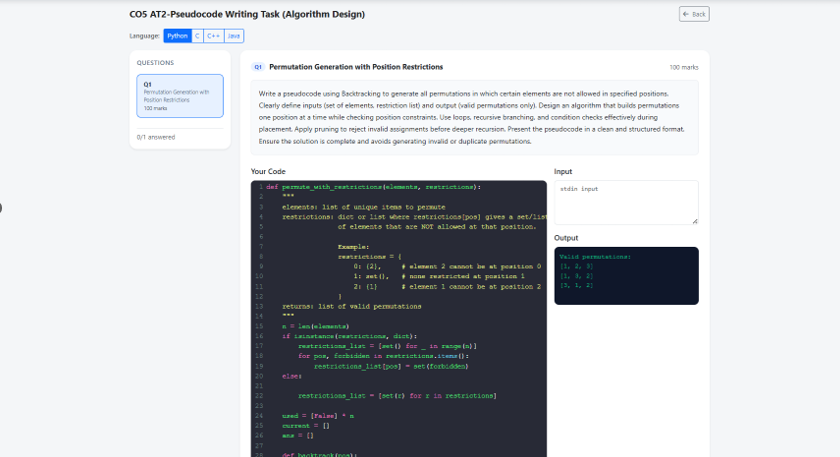 CO5 AT2-Pseudocode Writing Task (Algorithm Design)
← Back
Language: Python C C++ Java
QUESTIONS
Q1
Permutation Generation with
Position Restrictions
100 marks
0/1 answered
Q1 Permutation Generation with Position Restrictions
100 marks
Write a pseudocode using Backtracking to generate all permutations in which certain elements are not allowed in specified positions.
Clearly define inputs (set of elements, restriction list) and output (valid permutations only). Design an algorithm that builds permutations
one position at a time while checking position constraints. Use loops, recursive branching, and condition checks effectively during
placement. Apply pruning to reject invalid assignments before deeper recursion. Present the pseudocode in a clean and structured format.
Ensure the solution is complete and avoids generating invalid or duplicate permutations.
Your Code
1 def permute_with_restrictions(elements, restrictions):
2 """
3 elements: list of unique items to permute
4 restrictions: dict or list where restrictions[pos] gives a set/list
5 of elements that are NOT allowed at that position.
6
7 Example:
8 restrictions = {
9 0: {2}, # element 2 cannot be at position 0
10 1: set(), # none restricted at position 1
11 2: {1} # element 1 cannot be at position 2
12 }
13 returns: list of valid permutations
14 """
15 n = len(elements)
16 if isinstance(restrictions, dict):
17 restrictions_list = [set() for _ in range(n)]
18 for pos, forbidden in restrictions.items():
19 restrictions_list[pos] = set(forbidden)
20 else:
21
22 restrictions_list = [set(r) for r in restrictions]
23
24 used = [False] * n
25 current = []
26 ans = []
27
28 def backtrack(pos):
Input
stdin input
Output
Valid permutations:
[1, 2, 3]
[1, 3, 2]
[3, 1, 2]